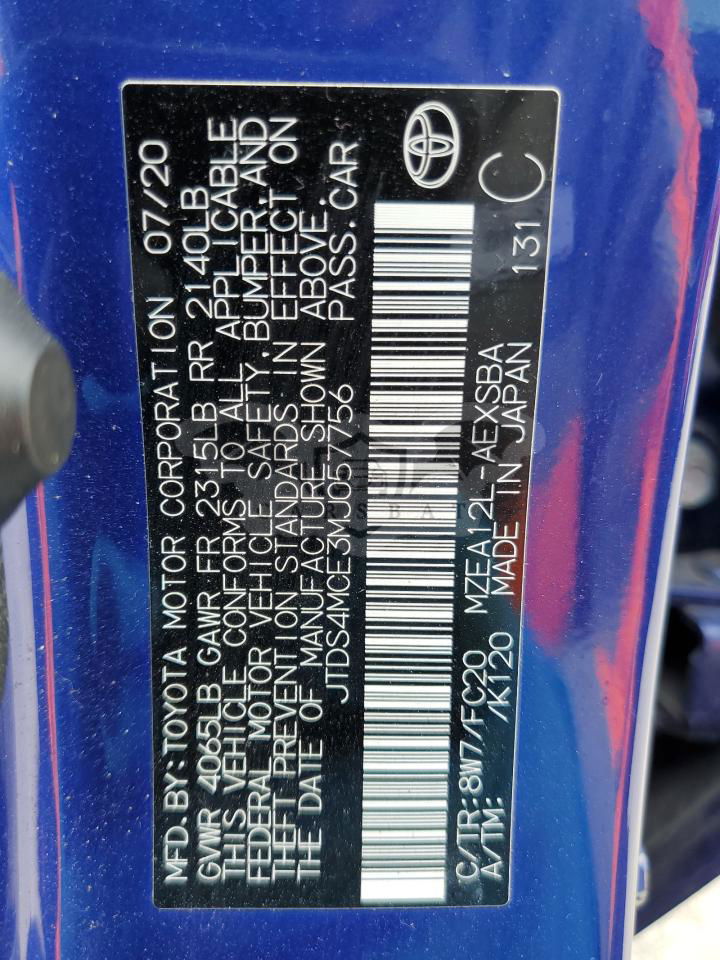 MFD.BY:TOYOTA MOTOR CORPORATION 07/20
GVWR 4065LB GAWR FR 2315LB RR 2140LB
THIS VEHICLE CONFORMS TO ALL APPLICABLE
FEDERAL MOTOR VEHICLE SAFETY,BUMPER,AND
THEFT PREVENTION STANDARDS IN EFFECT ON
THE DATE OF MANUFACTURE SHOWN ABOVE.
JTDS4MCE3MJ057756 PASS.CAR
C/TR:8W7/FC20 MZEA12L-AEXSBA
A/TM: /K120 MADE IN JAPAN 131 C